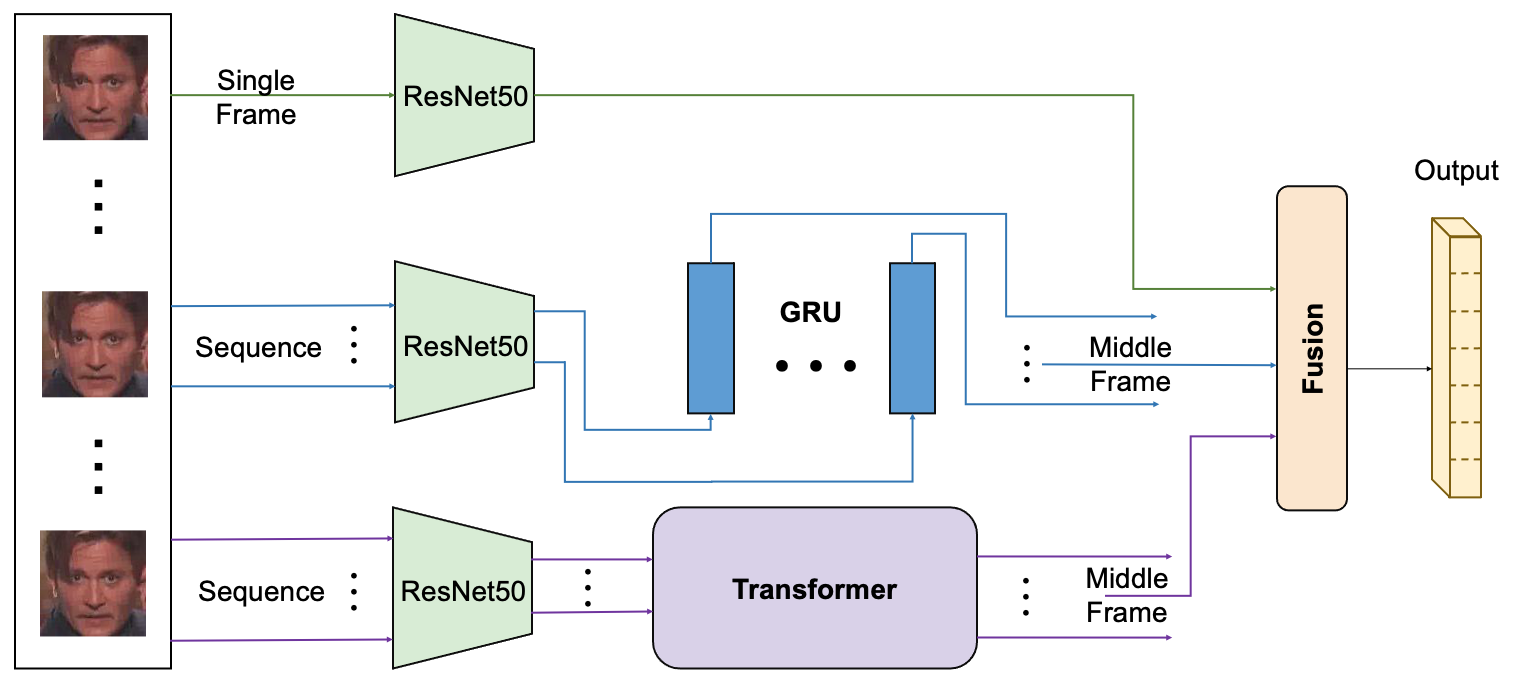 Single
Frame
ResNet50
Output
Sequence
ResNet50
GRU
Middle
Frame
Fusion
Sequence
ResNet50
Transformer
Middle
Frame